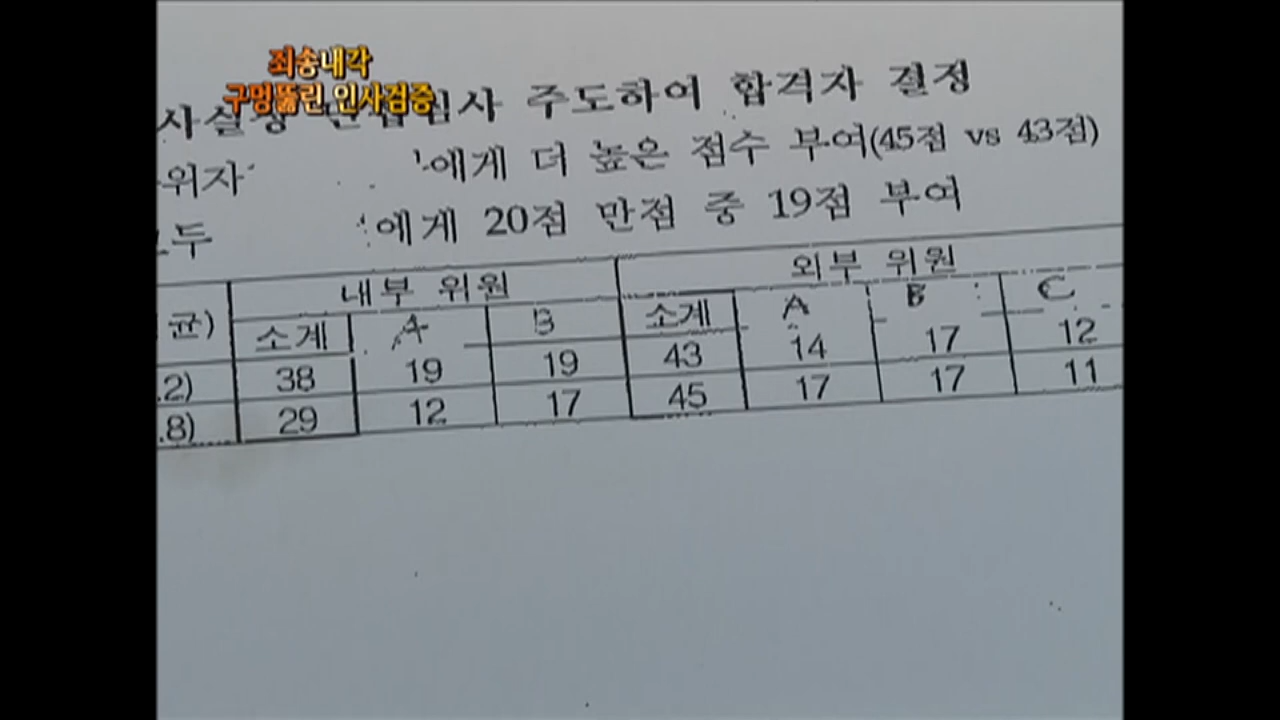 죄송내각
구멍뚫린 인사검증
주도하여 합격자 결정
위자 에게 더 높은 점수 부여(45점 vs 43점)
두 에게 20점 만점 중 19점 부여
내부 위원 외부 위원
균) 소계 A B 소계 A B C
.2) 38 19 19 43 14 17 12
.8) 29 12 17 45 17 17 11